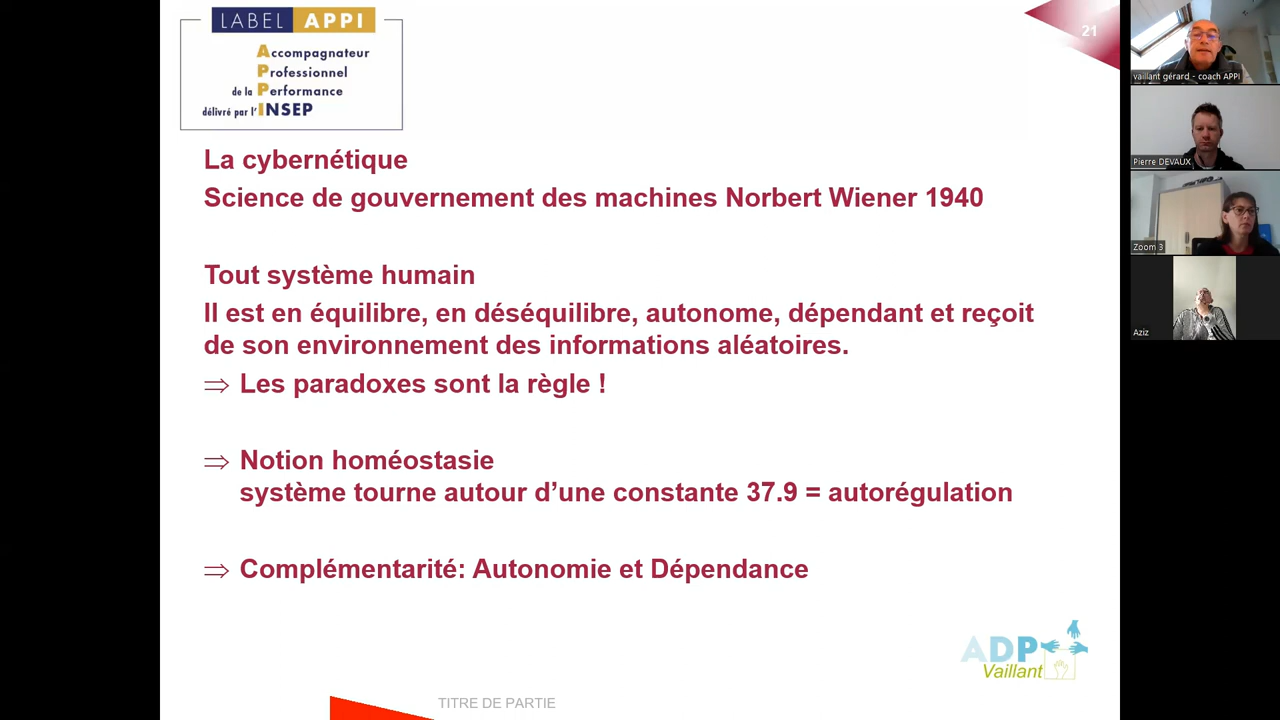 LABEL APPI
Accompagnateur
Professionnel
de la Performance
délivré par l'INSEP
21
La cybernétique
Science de gouvernement des machines Norbert Wiener 1940
Tout système humain
Il est en équilibre, en déséquilibre, autonome, dépendant et reçoit
de son environnement des informations aléatoires.
⇒ Les paradoxes sont la règle !
⇒ Notion homéostasie
système tourne autour d’une constante 37.9 = autorégulation
⇒ Complémentarité: Autonomie et Dépendance
ADP
Vaillant
TITRE DE PARTIE
vaillant gérard - coach APPI
Pierre DEVAUX
Zoom 3
Aziz